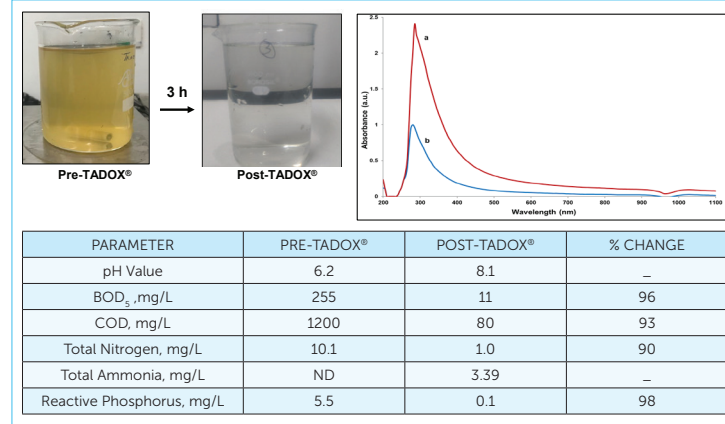 3 h
Pre-TADOX®
Post-TADOX®
Absorbance (a.u.)
2.5
2
1.5
1
0.5
0
a
b
200 300 400 500 600 700 800 900 1000 1100
Wavelength (nm)
PARAMETER PRE-TADOX® POST-TADOX® % CHANGE
pH Value 6.2 8.1 _
BOD5 ,mg/L 255 11 96
COD, mg/L 1200 80 93
Total Nitrogen, mg/L 10.1 1.0 90
Total Ammonia, mg/L ND 3.39 _
Reactive Phosphorus, mg/L 5.5 0.1 98